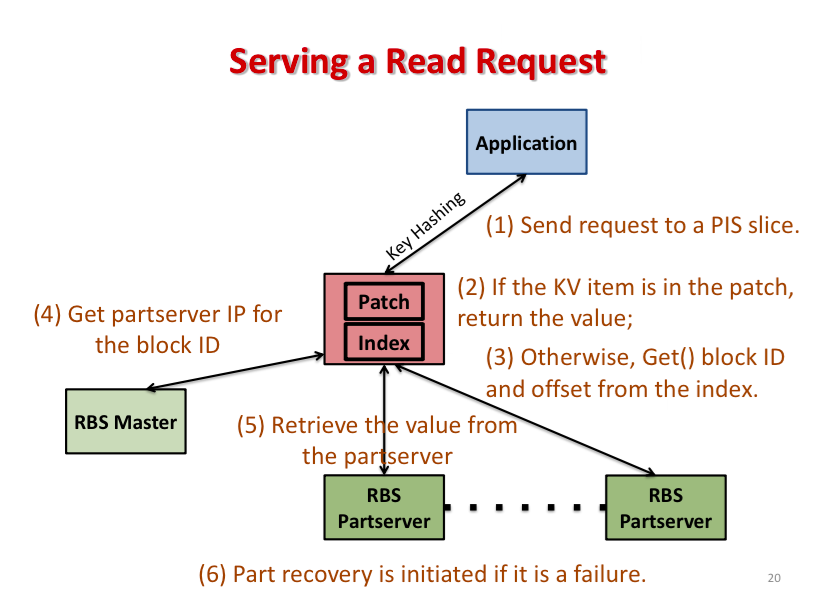 Serving a Read Request
Application
Key Hashing
(1) Send request to a PIS slice.
Patch
Index
(2) If the KV item is in the patch,
return the value;
(3) Otherwise, Get() block ID
and offset from the index.
(4) Get partserver IP for
the block ID
RBS Master
(5) Retrieve the value from
the partserver
RBS
Partserver
RBS
Partserver
(6) Part recovery is initiated if it is a failure.
20